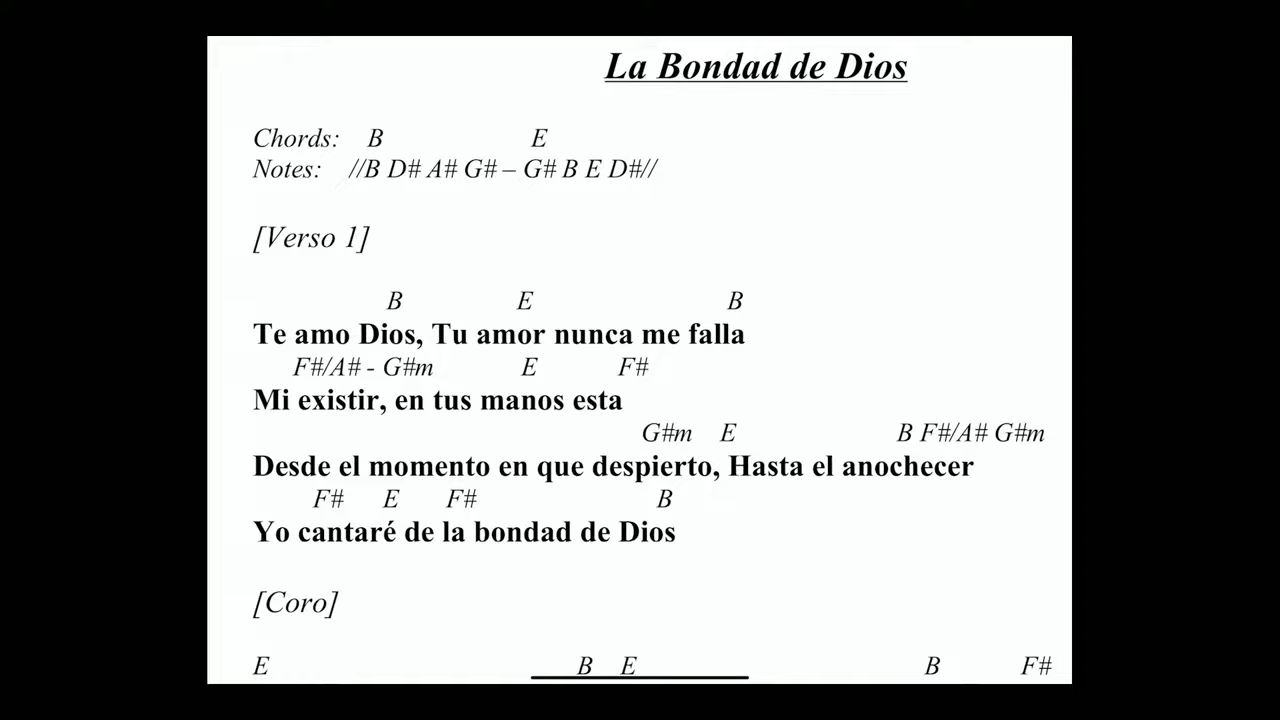 La Bondad de Dios
Chords: B E
Notes: //B D# A# G# – G# B E D#//
[Verso 1]
B E B
Te amo Dios, Tu amor nunca me falla
F#/A# - G#m E F#
Mi existir, en tus manos esta
G#m E B F#/A# G#m
Desde el momento en que despierto, Hasta el anochecer
F# E F# B
Yo cantaré de la bondad de Dios
[Coro]
E B E B F#